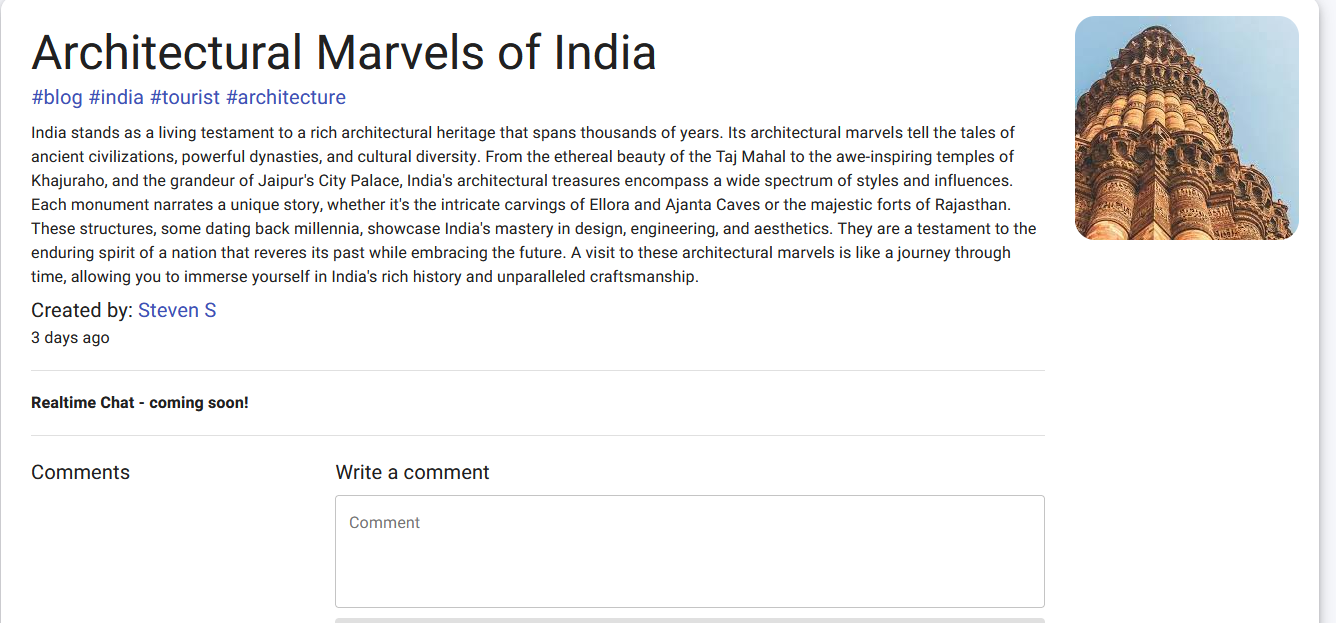 Architectural Marvels of India
#blog #india #tourist #architecture
India stands as a living testament to a rich architectural heritage that spans thousands of years. Its architectural marvels tell the tales of
ancient civilizations, powerful dynasties, and cultural diversity. From the ethereal beauty of the Taj Mahal to the awe-inspiring temples of
Khajuraho, and the grandeur of Jaipur's City Palace, India's architectural treasures encompass a wide spectrum of styles and influences.
Each monument narrates a unique story, whether it's the intricate carvings of Ellora and Ajanta Caves or the majestic forts of Rajasthan.
These structures, some dating back millennia, showcase India's mastery in design, engineering, and aesthetics. They are a testament to the
enduring spirit of a nation that reveres its past while embracing the future. A visit to these architectural marvels is like a journey through
time, allowing you to immerse yourself in India's rich history and unparalleled craftsmanship.
Created by: Steven S
3 days ago
Realtime Chat - coming soon!
Comments
Write a comment
Comment